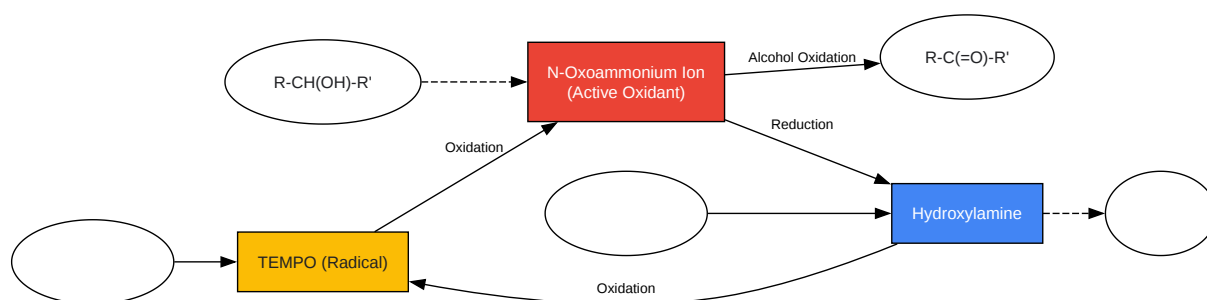 R-CH(OH)-R'
N-Oxoammonium Ion
(Active Oxidant)
Alcohol Oxidation
R-C(=O)-R'
Oxidation
Reduction
Hydroxylamine
TEMPO (Radical)
Oxidation